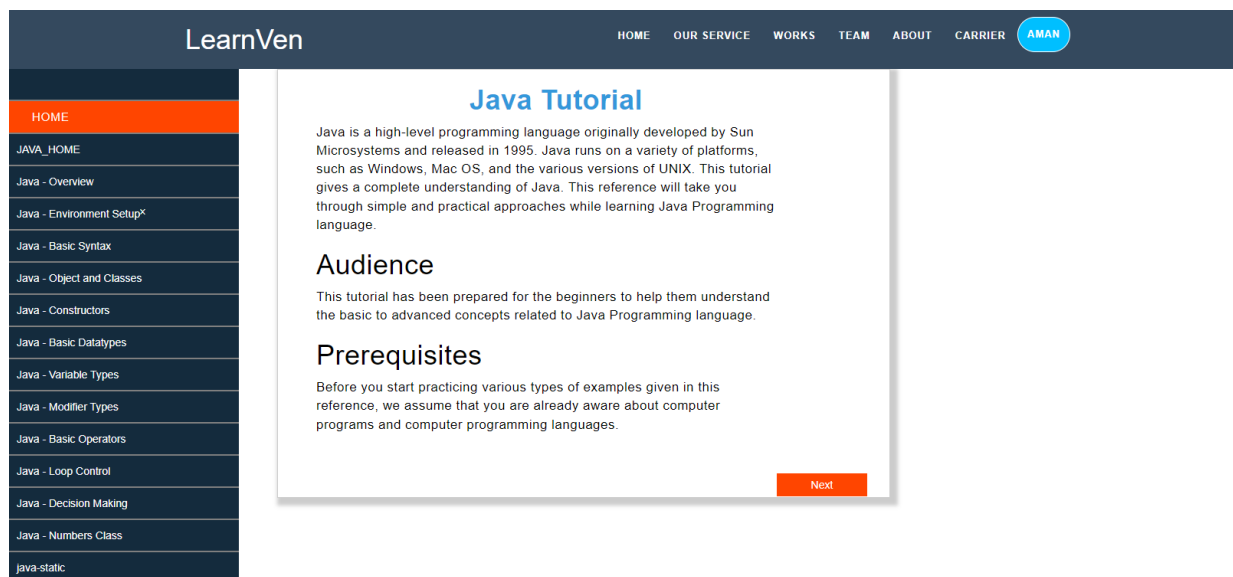 LearnVen
HOME OUR SERVICE WORKS TEAM ABOUT CARRIER AMAN
HOME
JAVA_HOME
Java - Overview
Java - Environment Setup×
Java - Basic Syntax
Java - Object and Classes
Java - Constructors
Java - Basic Datatypes
Java - Variable Types
Java - Modifier Types
Java - Basic Operators
Java - Loop Control
Java - Decision Making
Java - Numbers Class
java-static
Java Tutorial
Java is a high-level programming language originally developed by Sun
Microsystems and released in 1995. Java runs on a variety of platforms,
such as Windows, Mac OS, and the various versions of UNIX. This tutorial
gives a complete understanding of Java. This reference will take you
through simple and practical approaches while learning Java Programming
language.
Audience
This tutorial has been prepared for the beginners to help them understand
the basic to advanced concepts related to Java Programming language.
Prerequisites
Before you start practicing various types of examples given in this
reference, we assume that you are already aware about computer
programs and computer programming languages.
Next